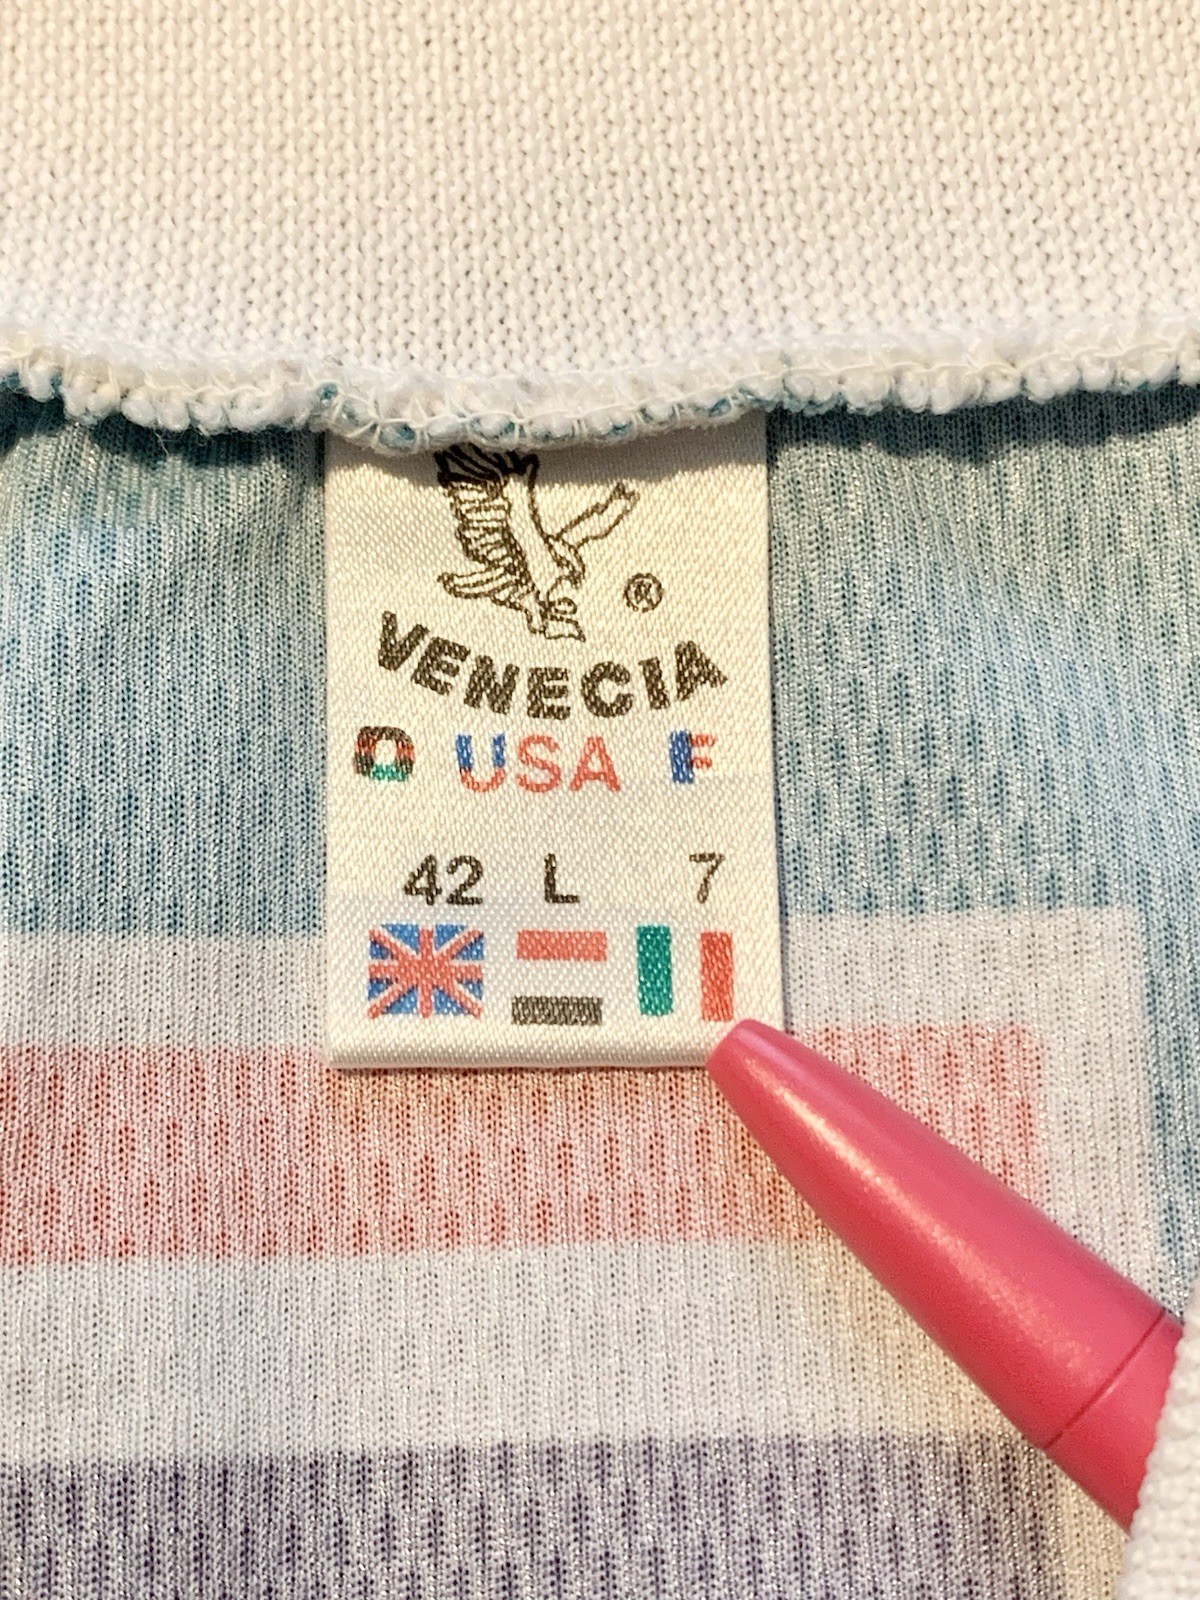 ®
VENECIA
D USA F
42 L 7